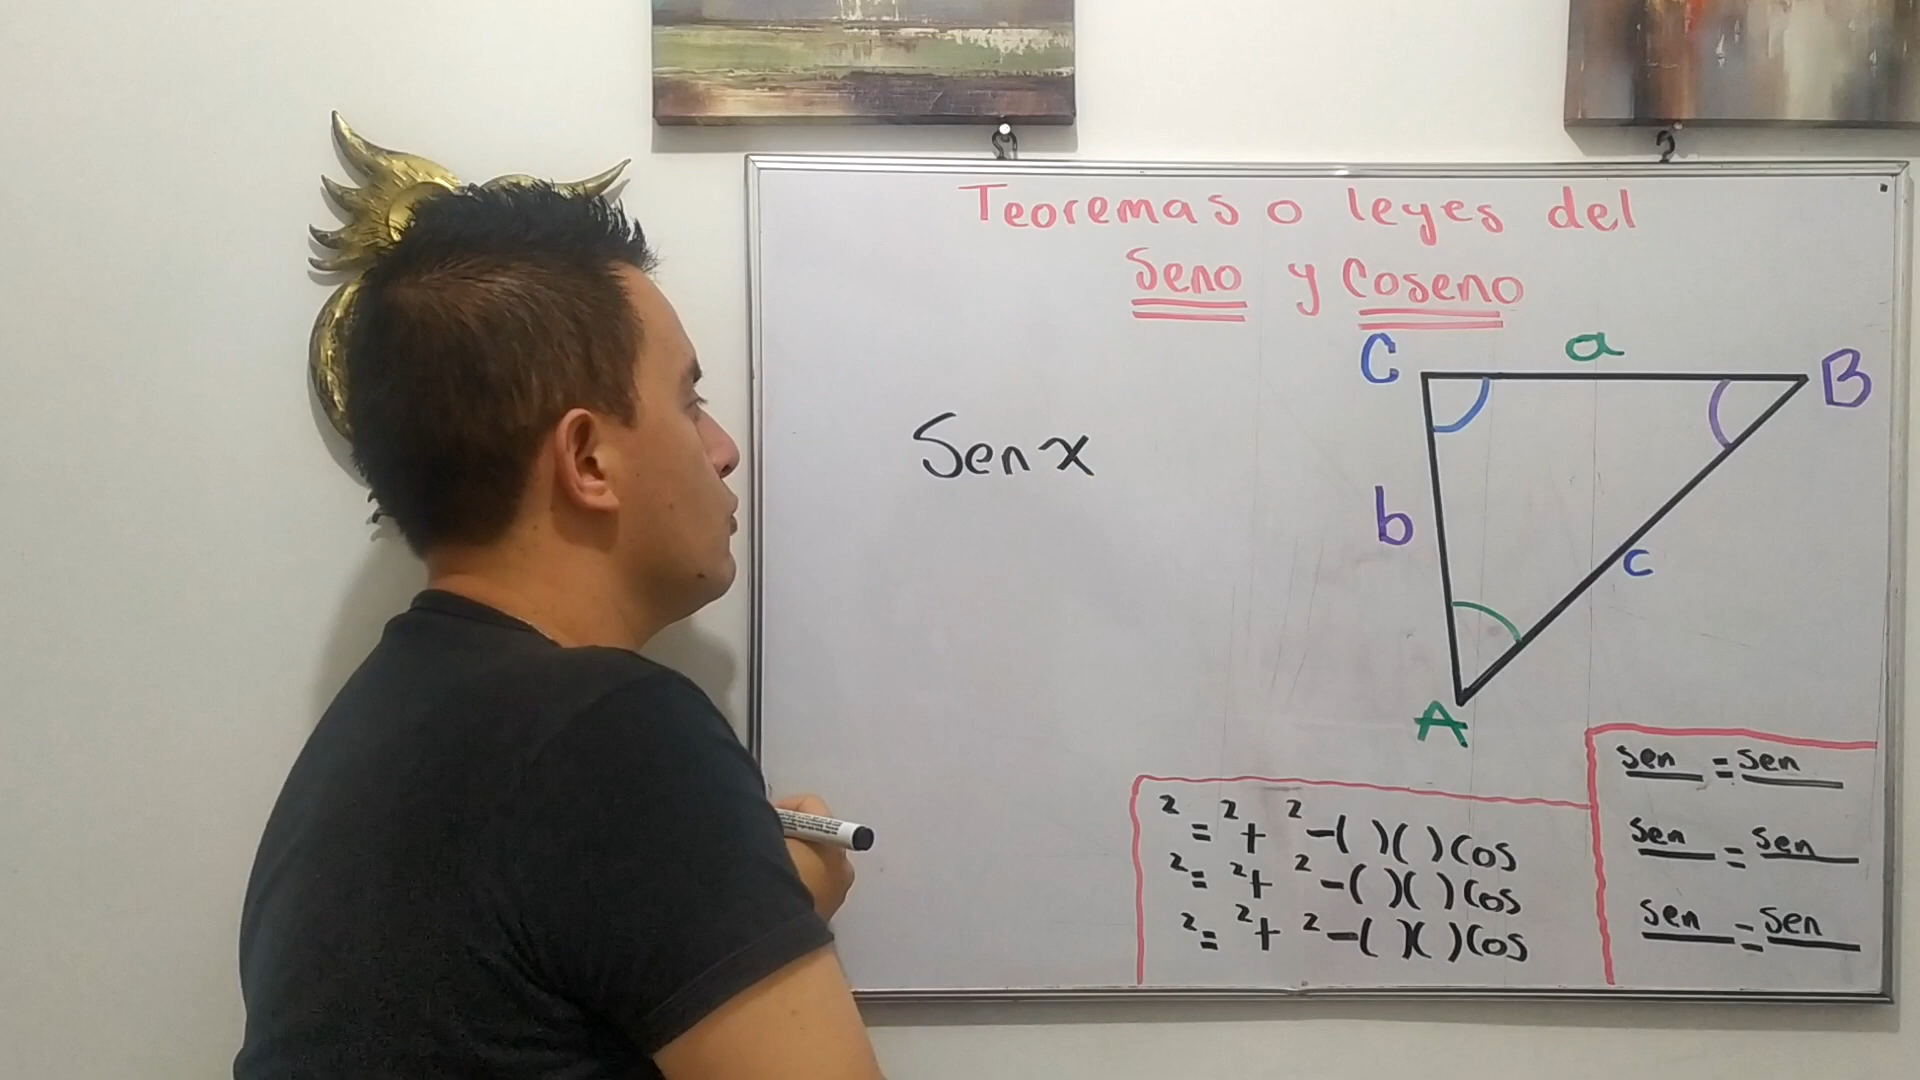 Teoremas o leyes del
Seno y Coseno
C a B
Sen x
b
c
A
sen = sen
sen = sen
sen = sen
² = ² + ² -( )( ) Cos
² = ² + ² -( )( ) Cos
² = ² + ² -( )( ) Cos